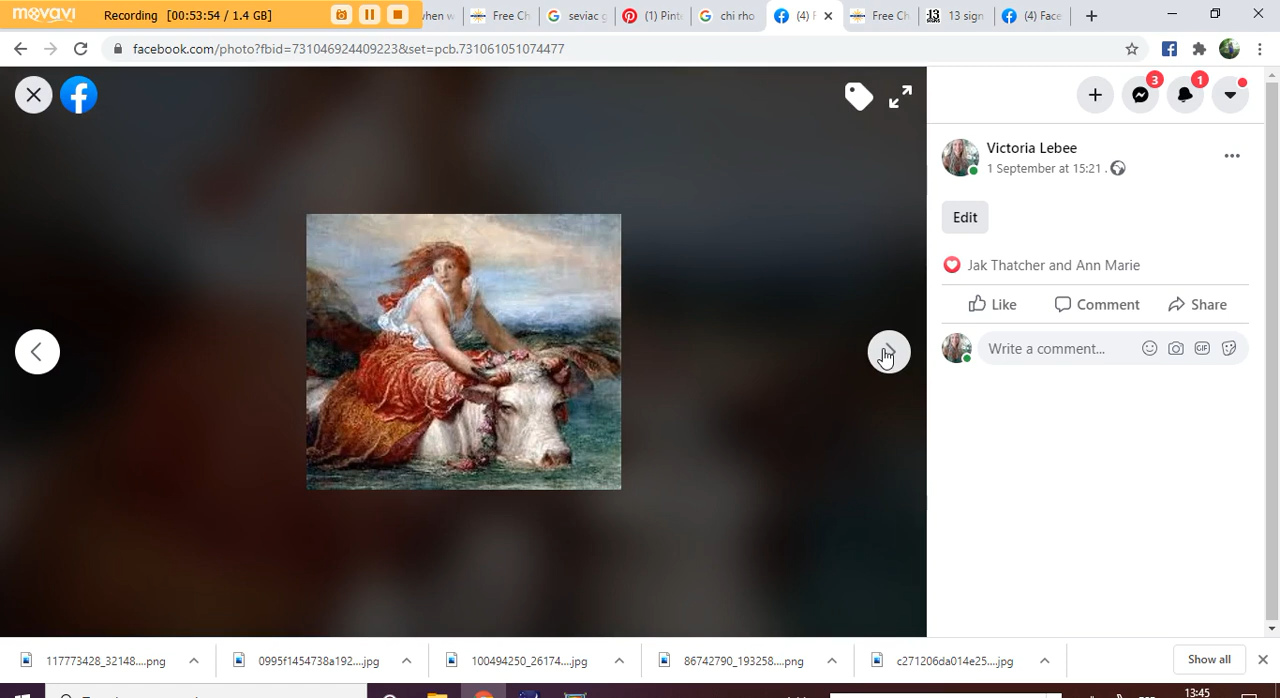 movavi Recording [00:53:54 / 1.4 GB]
when w Free Ch seviac g (1) Pint chi rho (4) F Free Ch 13 sign (4) Face
facebook.com/photo?fbid=731046924409223&set=pcb.731061051074477
3 1
Victoria Lebee
1 September at 15:21 .
Edit
Jak Thatcher and Ann Marie
Like Comment Share
Write a comment... GIF
117773428_32148....png 0995f1454738a192....jpg 100494250_26174....jpg 86742790_193258....png c271206da014e25....jpg Show all
13:45